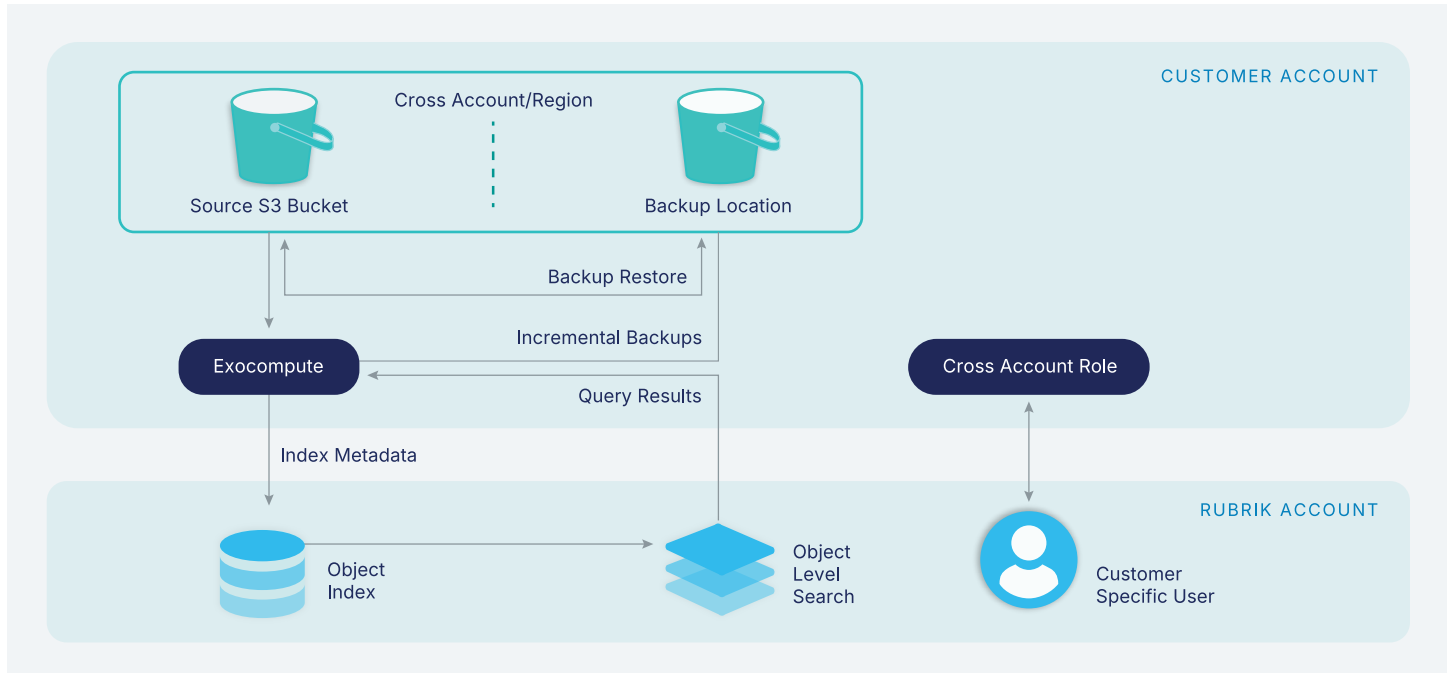 CUSTOMER ACCOUNT
Cross Account/Region
Source S3 Bucket
Backup Location
Backup Restore
Incremental Backups
Exocompute
Cross Account Role
Query Results
Index Metadata
RUBRIK ACCOUNT
Object
Index
Object
Level
Search
Customer
Specific User